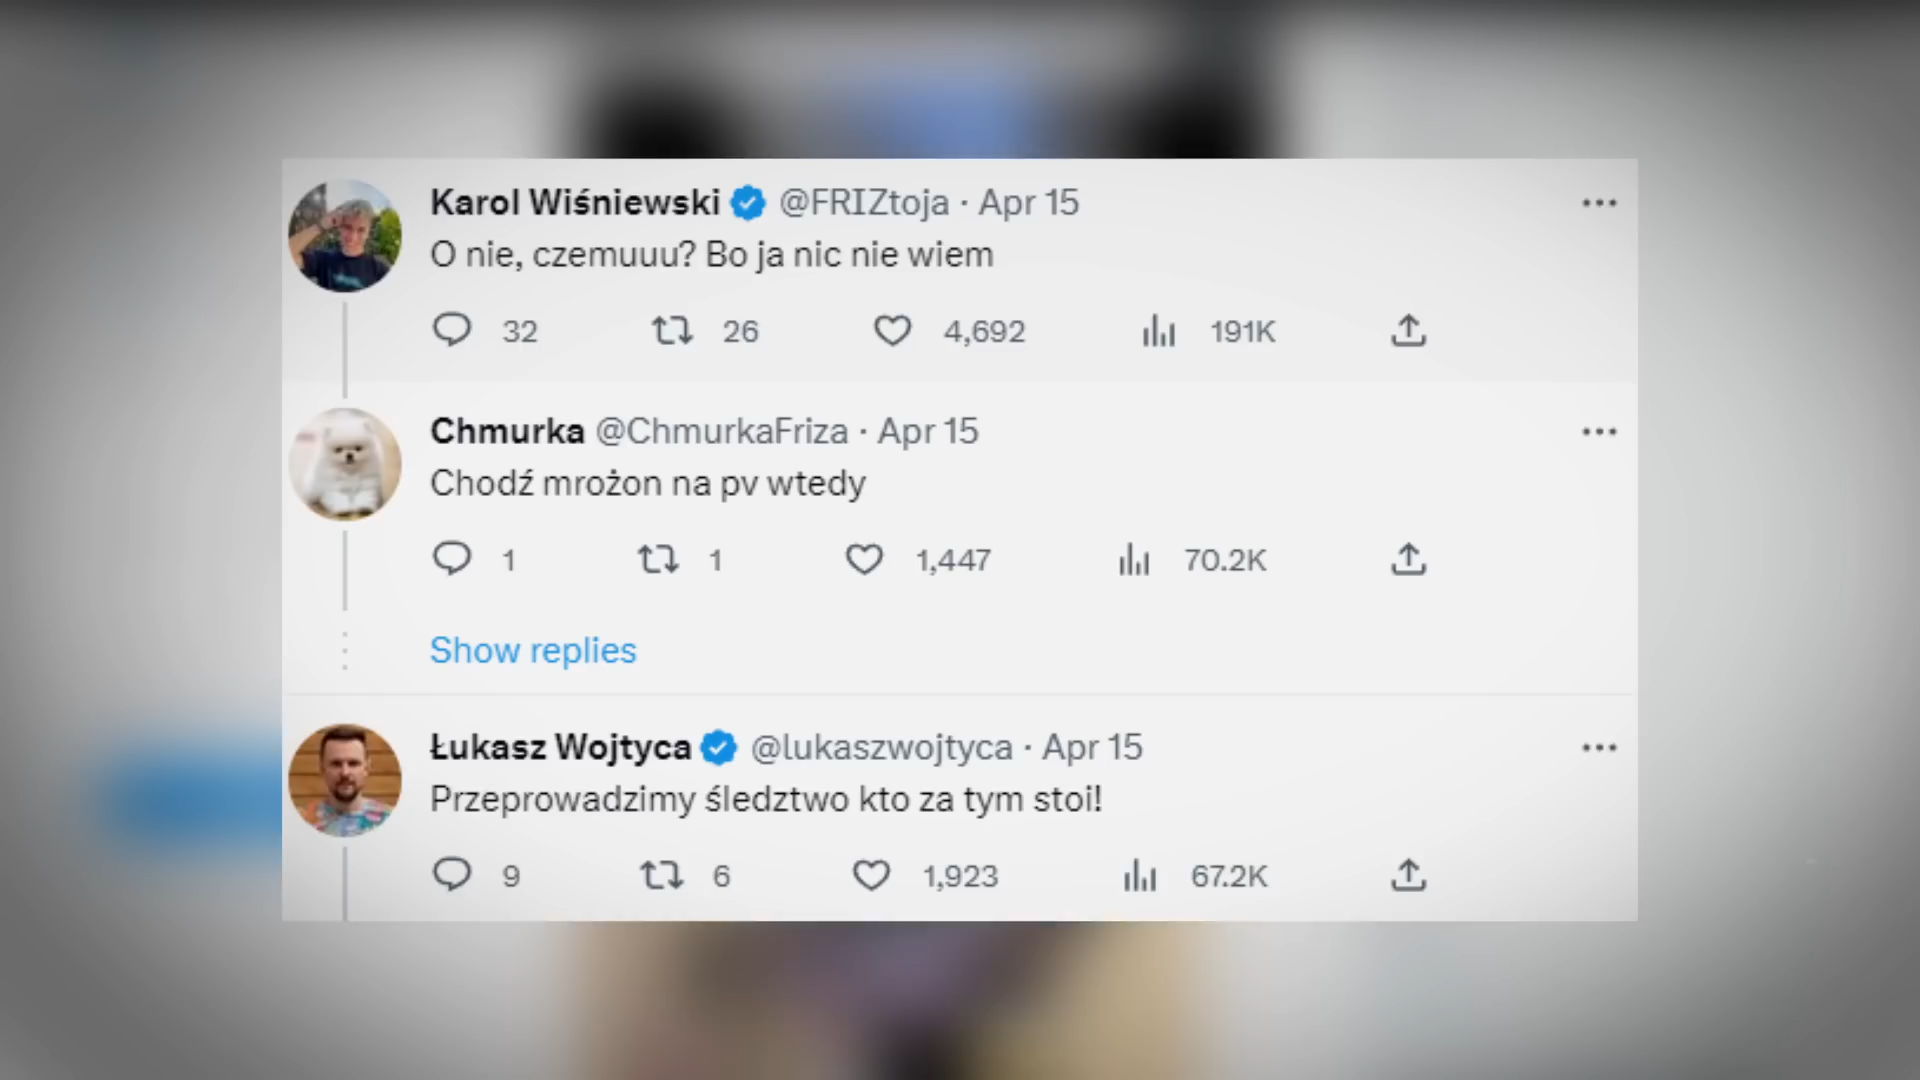 Karol Wiśniewski @FRIZtoja · Apr 15
O nie, czemuuu? Bo ja nic nie wiem
32 26 4,692 191K
Chmurka @ChmurkaFriza · Apr 15
Chodź mrożon na pv wtedy
1 1 1,447 70.2K
Show replies
Łukasz Wojtyca @lukaszwojtyca · Apr 15
Przeprowadzimy śledztwo kto za tym stoi!
9 6 1,923 67.2K